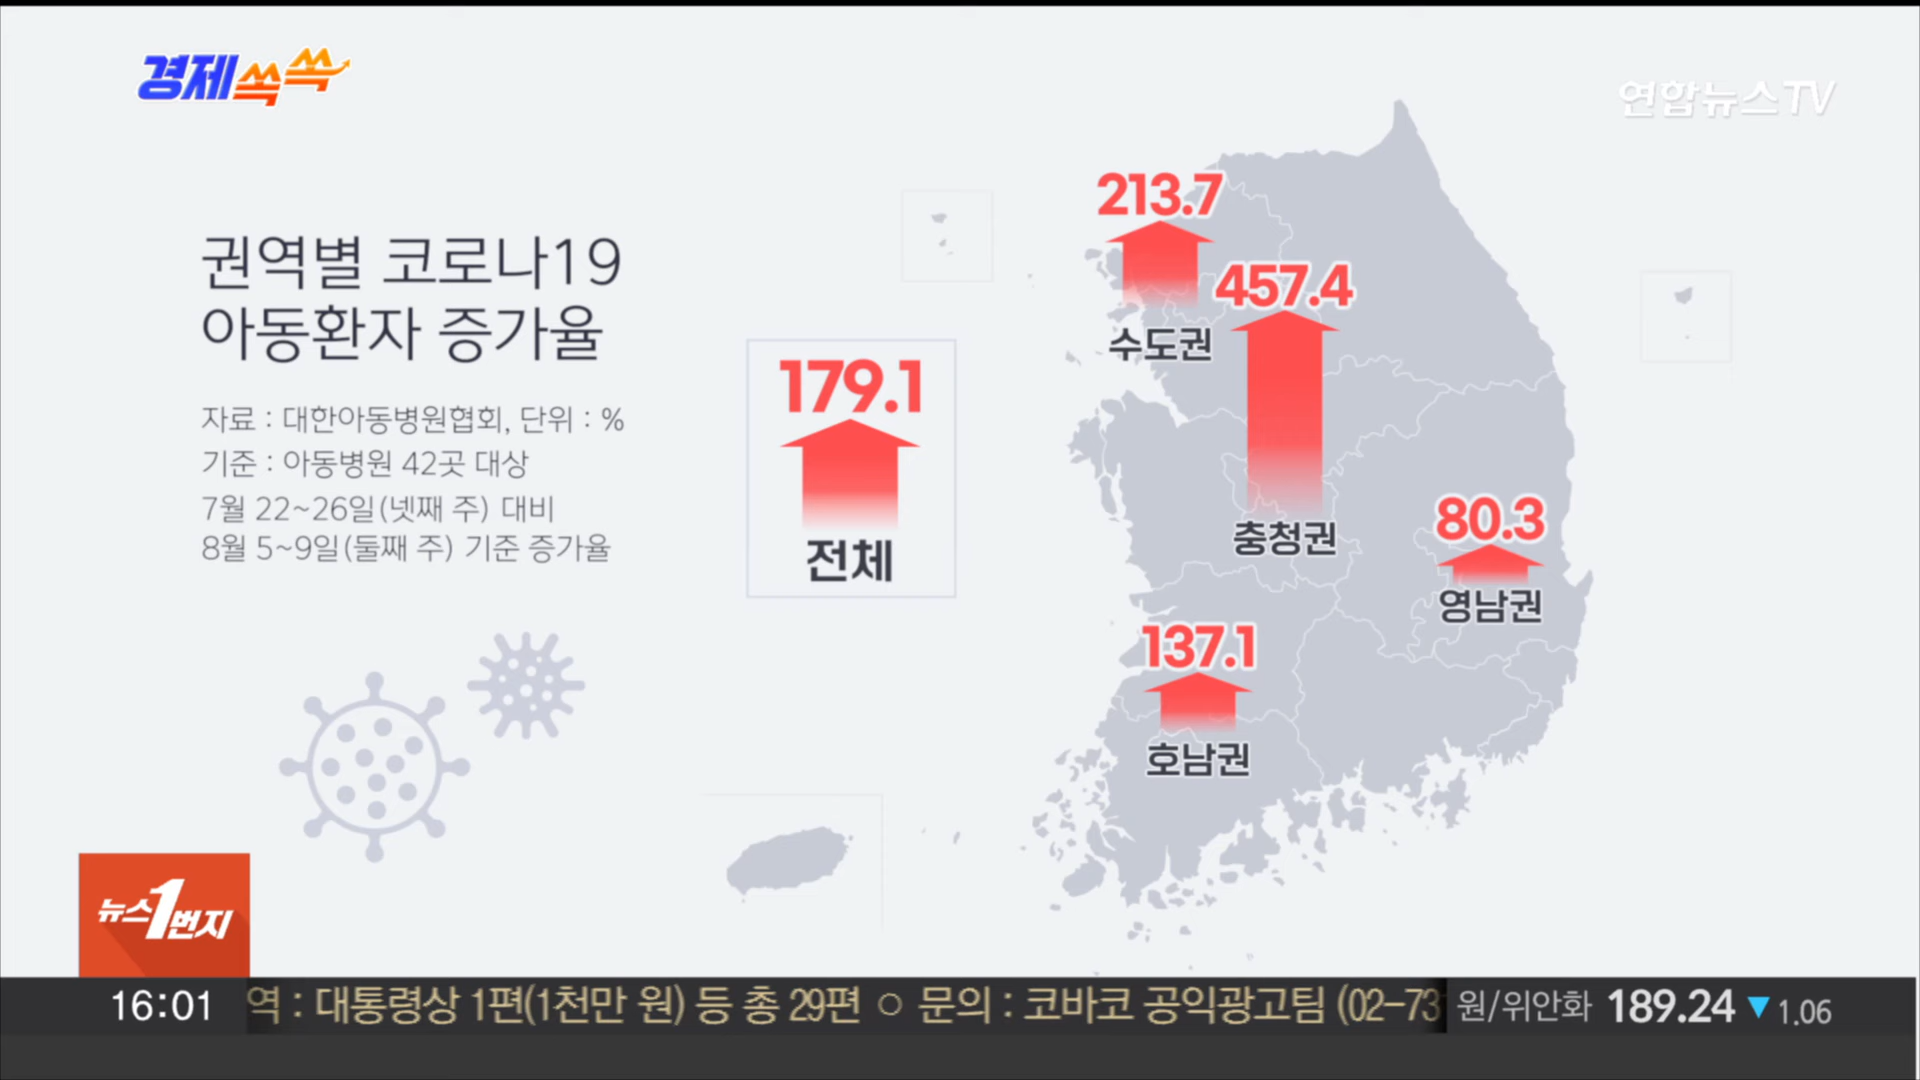 경제쏙쏙
연합뉴스TV
권역별 코로나19
아동환자 증가율
자료 : 대한아동병원협회, 단위 : %
기준 : 아동병원 42곳 대상
7월 22~26일(넷째 주) 대비
8월 5~9일(둘째 주) 기준 증가율
179.1
전체
213.7
수도권
457.4
충청권
80.3
영남권
137.1
호남권
뉴스1번지
16:01 역 : 대통령상 1편(1천만 원) 등 총 29편 ○ 문의 : 코바코 공익광고팀 (02-73 원/위안화 189.24 ▼ 1.06